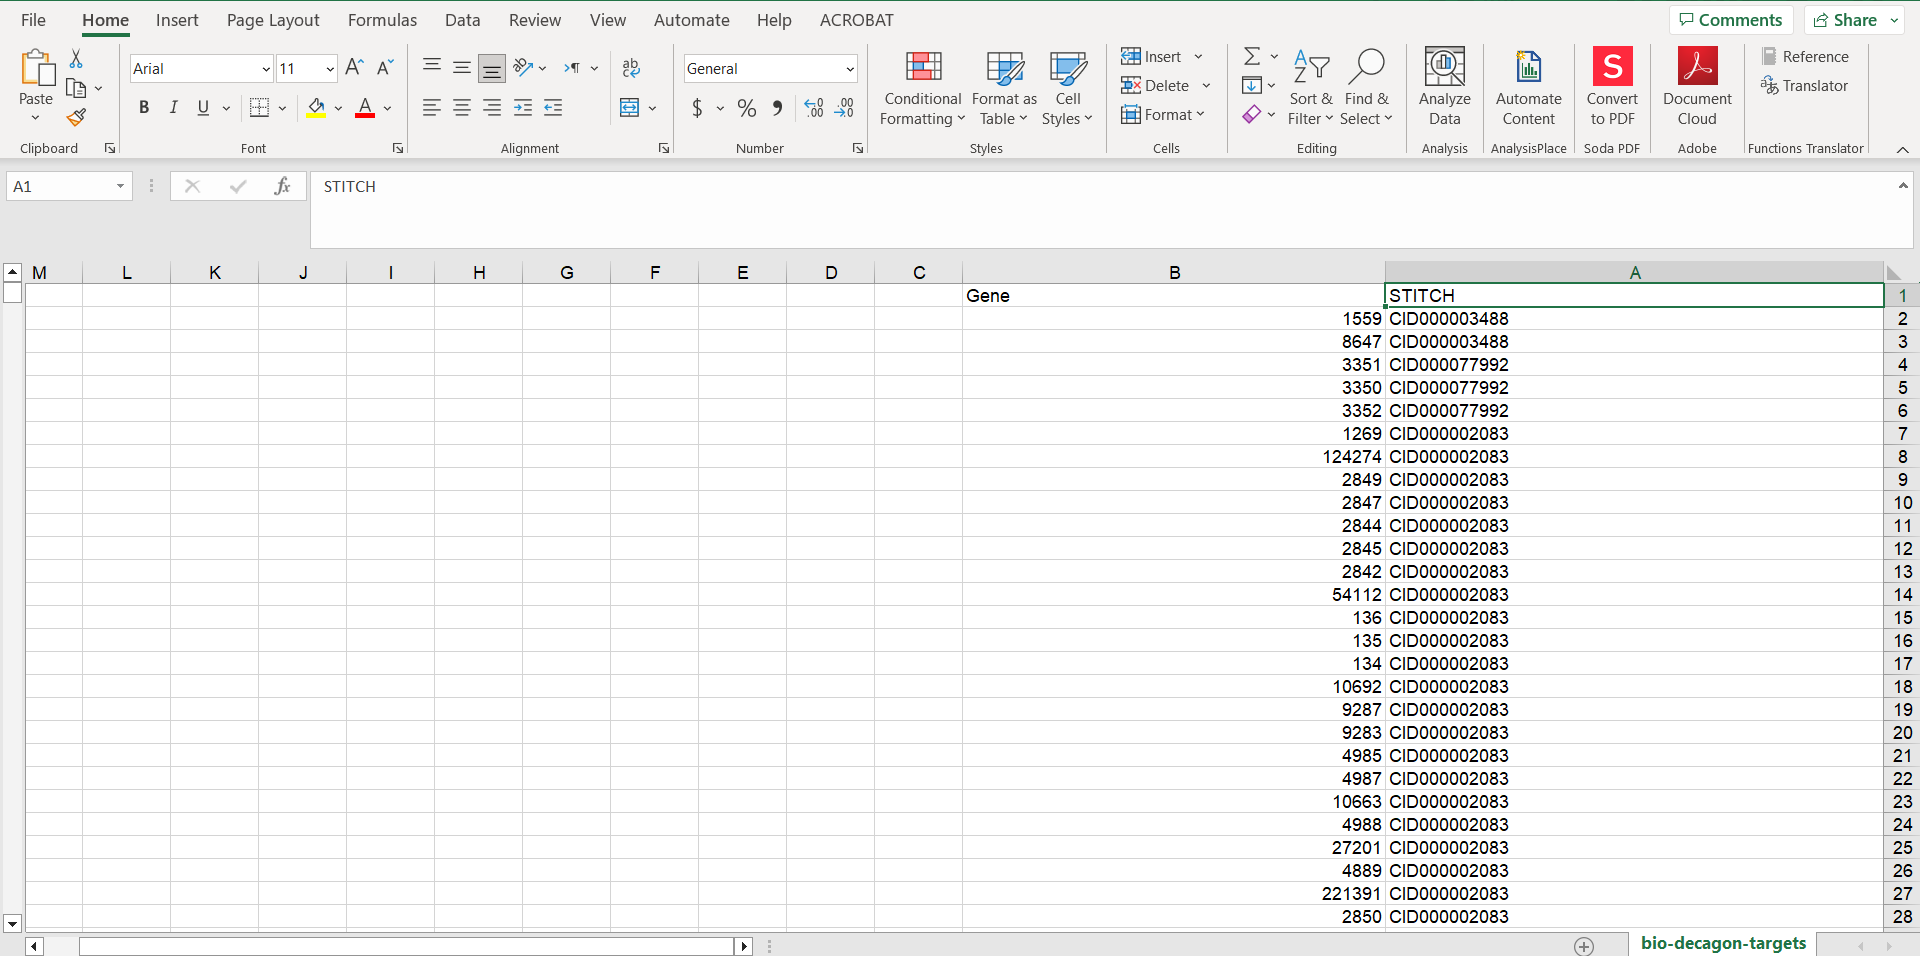 File Home Insert Page Layout Formulas Data Review View Automate Help ACROBAT Comments Share
Paste
Clipboard
Arial 11
B I U A
Font
ab
Alignment
General
$ % 9 .00 .0
Number
Conditional Formatting
Format as Table
Cell Styles
Styles
Insert
Delete
Format
Cells
Sort & Filter
Find & Select
Editing
Analyze Data
Analysis
Automate Content
AnalysisPlace
S
Convert to PDF
Soda PDF
Document Cloud
Adobe
Reference
Translator
Functions Translator
A1 fx STITCH
M L K J I H G F E D C B A
Gene STITCH 1
1559 CID000003488 2
8647 CID000003488 3
3351 CID000077992 4
3350 CID000077992 5
3352 CID000077992 6
1269 CID000002083 7
124274 CID000002083 8
2849 CID000002083 9
2847 CID000002083 10
2844 CID000002083 11
2845 CID000002083 12
2842 CID000002083 13
54112 CID000002083 14
136 CID000002083 15
135 CID000002083 16
134 CID000002083 17
10692 CID000002083 18
9287 CID000002083 19
9283 CID000002083 20
4985 CID000002083 21
4987 CID000002083 22
10663 CID000002083 23
4988 CID000002083 24
27201 CID000002083 25
4889 CID000002083 26
221391 CID000002083 27
2850 CID000002083 28
bio-decagon-targets